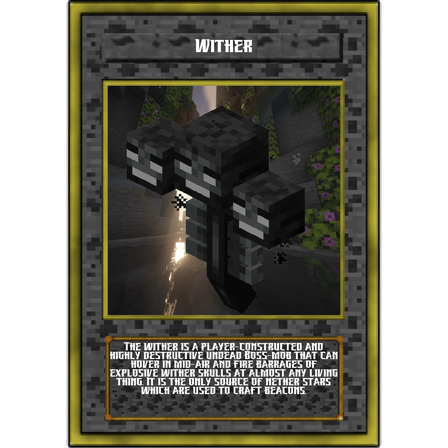 WITHER
THE WITHER IS A PLAYER-CONSTRUCTED AND
HIGHLY DESTRUCTIVE UNDEAD BOSS-MOB THAT CAN
HOVER IN MID-AIR AND FIRE BARRAGES OF
EXPLOSIVE WITHER SKULLS AT ALMOST ANY LIVING
THING. IT IS THE ONLY SOURCE OF NETHER STARS
WHICH ARE USED TO CRAFT BEACONS.